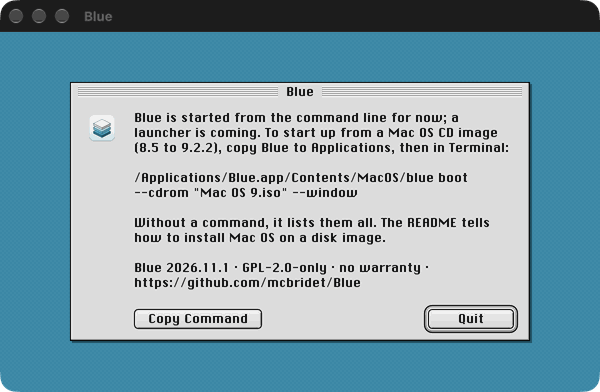 Blue
Blue
Blue is started from the command line for now; a
launcher is coming. To start up from a Mac OS CD image
(8.5 to 9.2.2), copy Blue to Applications, then in Terminal:
/Applications/Blue.app/Contents/MacOS/blue boot
--cdrom "Mac OS 9.iso" --window
Without a command, it lists them all. The README tells
how to install Mac OS on a disk image.
Blue 2026.11.1 · GPL-2.0-only · no warranty ·
https://github.com/mcbridet/Blue
Copy Command
Quit